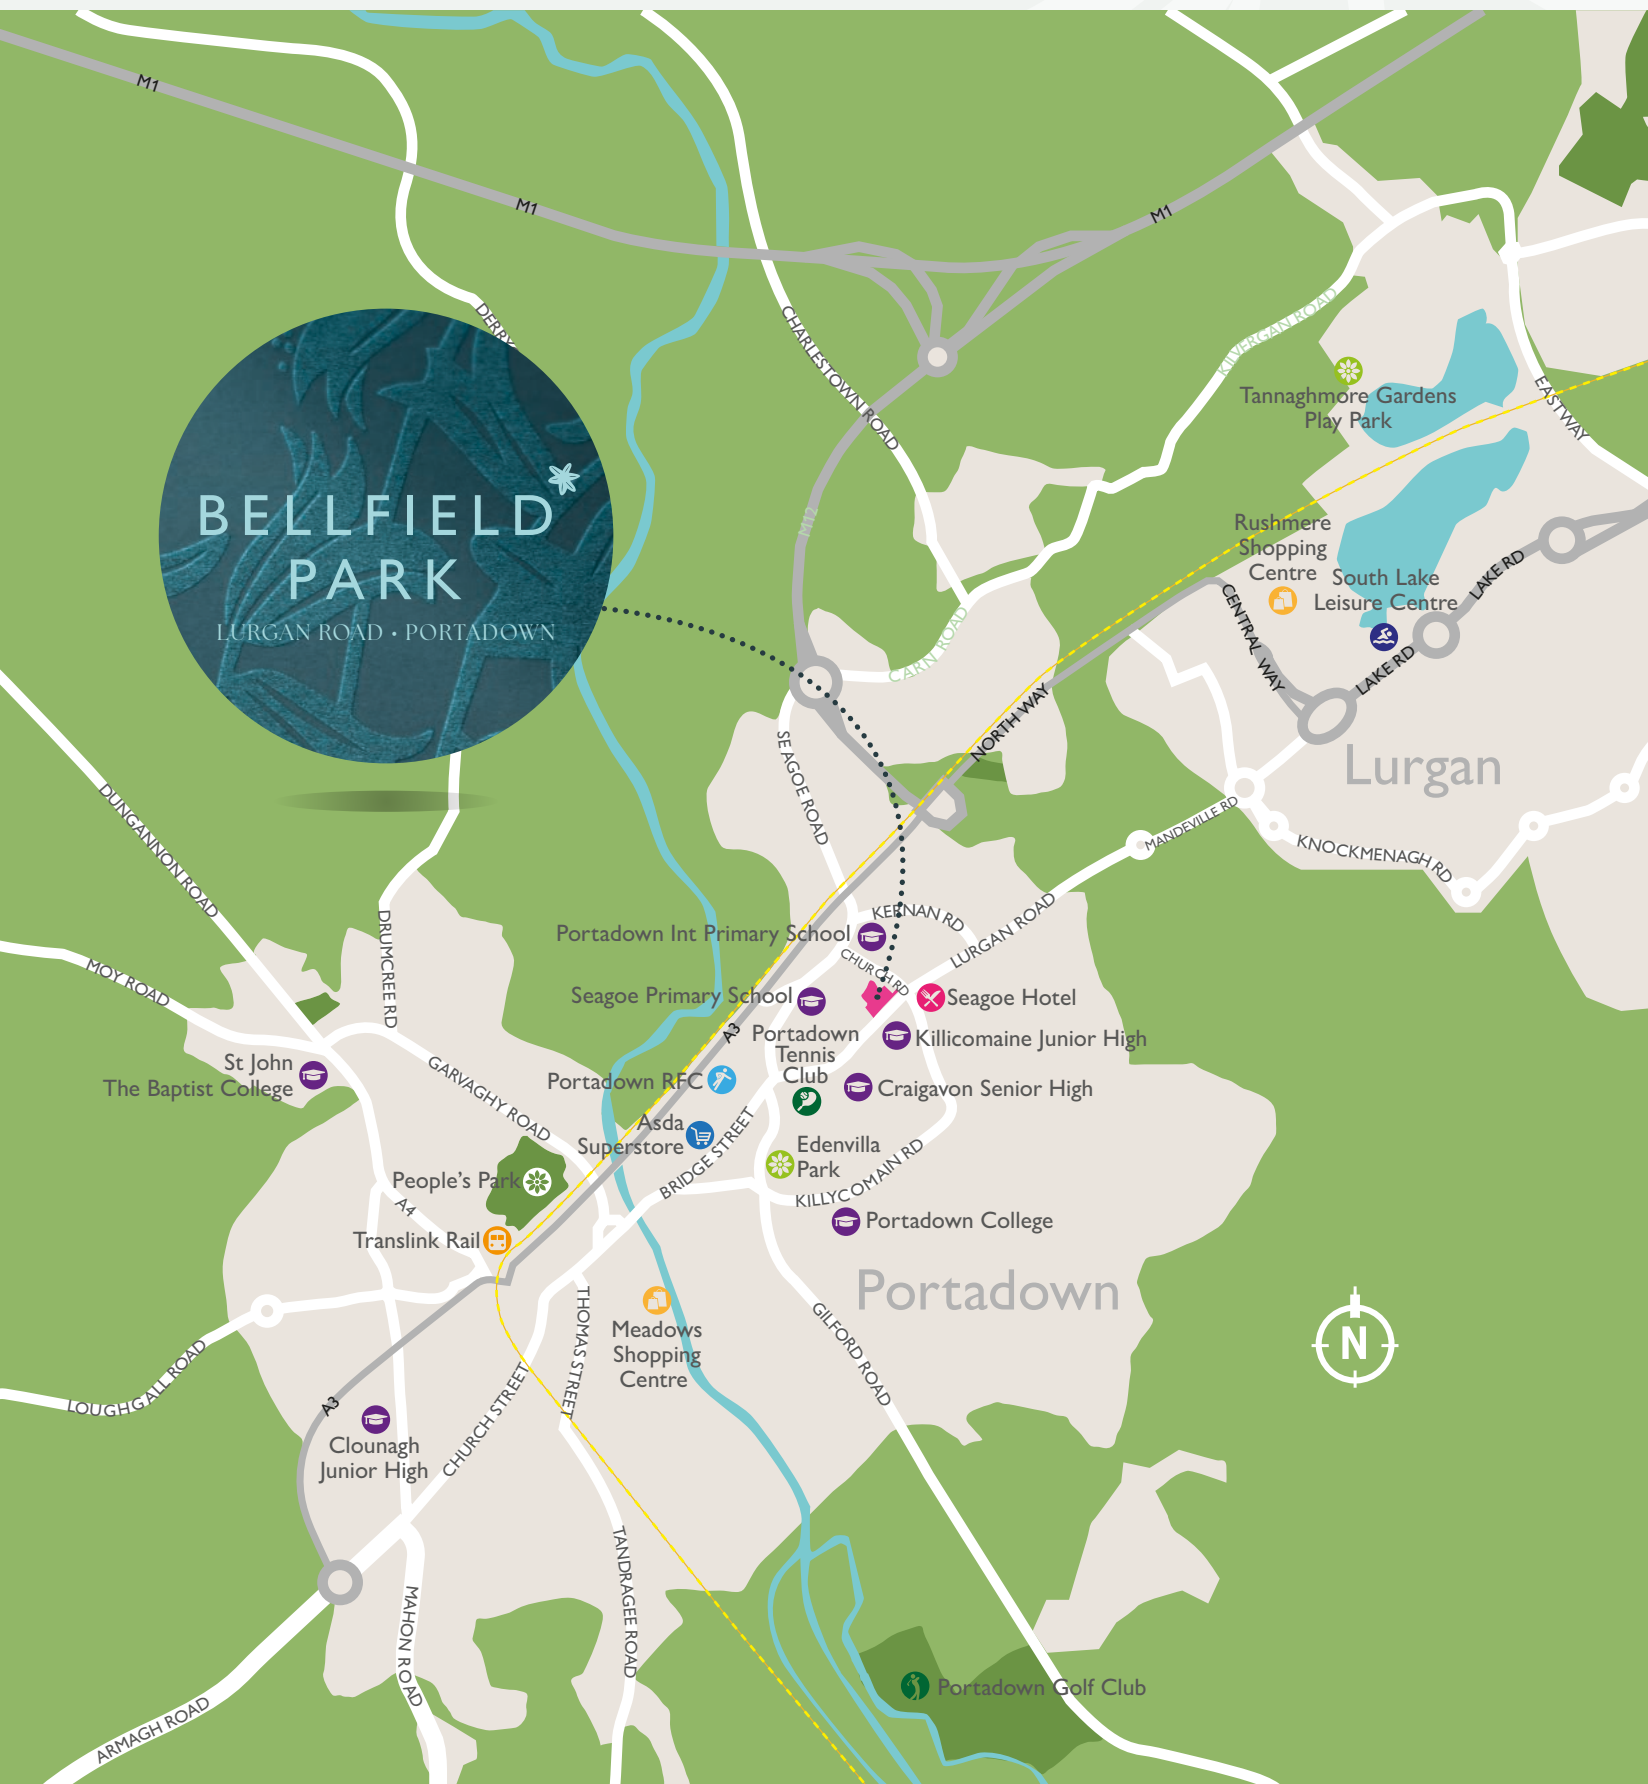 M1
M1
M1
DERRY
CHARLESTOWN ROAD
KILVERGAN ROAD
Tannaghmore Gardens
Play Park
EASTWAY
BELLFIELD
PARK
LURGAN ROAD • PORTADOWN
M12
Rushmere
Shopping
Centre
South Lake
Leisure Centre
LAKE RD
CENTRAL WAY
LAKE RD
CARN ROAD
NORTH WAY
SEAGOE ROAD
Lurgan
DUNGANNON ROAD
MANDEVILLE RD
KNOCKMENAGH RD
KERNAN RD
LURGAN ROAD
Portadown Int Primary School
DRUMCREE RD
CHURCH RD
MOY ROAD
Seagoe Primary School
Seagoe Hotel
A3
Portadown
Tennis
Club
Killicomaine Junior High
St John
The Baptist College
GARVAGHY ROAD
Portadown RFC
Craigavon Senior High
Asda
Superstore
BRIDGE STREET
Edenvilla
Park
KILLYCOMAIN RD
People's Park
A4
Portadown College
Translink Rail
Portadown
THOMAS STREET
Meadows
Shopping
Centre
GILFORD ROAD
N
LOUGHGALL ROAD
A3
CHURCH STREET
Clounagh
Junior High
TANDRAGEE ROAD
MAHON ROAD
Portadown Golf Club
ARMAGH ROAD